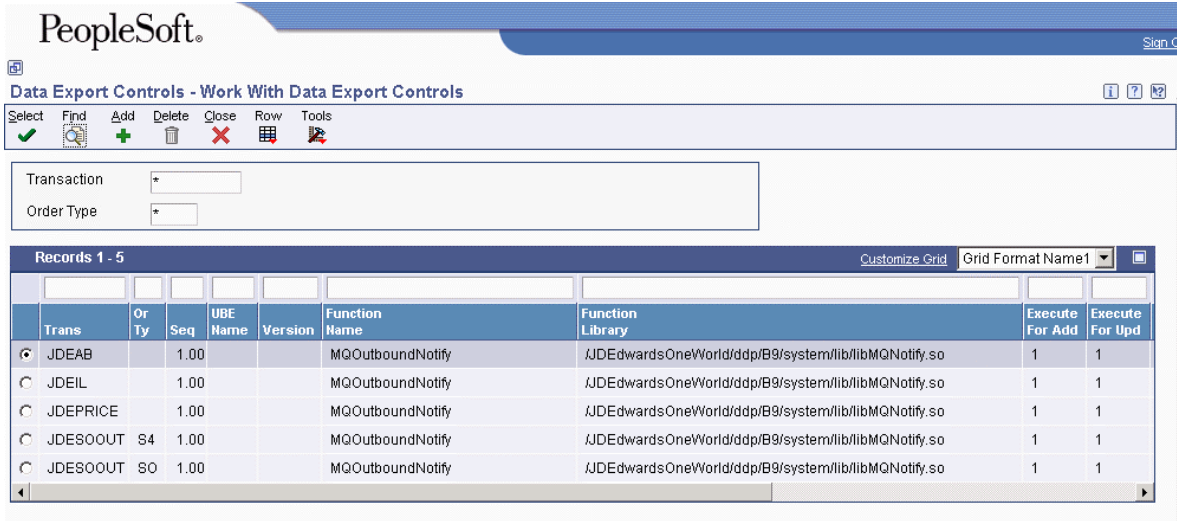 PeopleSoft®
Sign
Data Export Controls - Work With Data Export Controls
Select Find Add Delete Close Row Tools
Transaction *
Order Type *
Records 1 - 5 Customize Grid Grid Format Name1
Trans Or Ty Seq UBE Name Version Function Name Function Library Execute For Add Execute For Upd
JDEAB 1.00 MQOutboundNotify /JDEdwardsOneWorld/ddp/B9/system/lib/libMQNotify.so 1 1
JDEIL 1.00 MQOutboundNotify /JDEdwardsOneWorld/ddp/B9/system/lib/libMQNotify.so 1 1
JDEPRICE 1.00 MQOutboundNotify /JDEdwardsOneWorld/ddp/B9/system/lib/libMQNotify.so 1 1
JDESOOUT S4 1.00 MQOutboundNotify /JDEdwardsOneWorld/ddp/B9/system/lib/libMQNotify.so 1 1
JDESOOUT SO 1.00 MQOutboundNotify /JDEdwardsOneWorld/ddp/B9/system/lib/libMQNotify.so 1 1